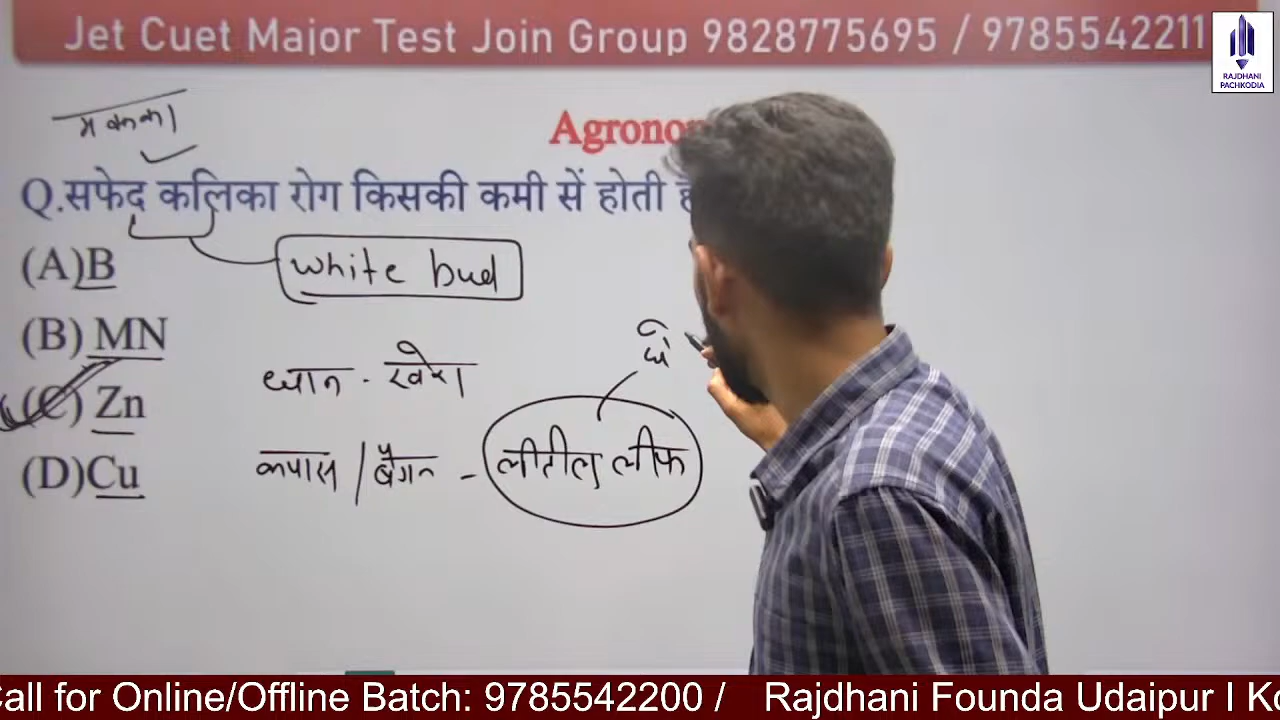 Jet Cuet Major Test Join Group 9828775695 / 9785542211
RAJDHANI
PACHKODIA
मक्का
Agrono
Q.सफेद कलिका रोग किसकी कमी सें होती
(A)B
white bud
(B) MN
धान - खैरा
(C) Zn
कपास / बैंगन - लीटील लीफ
(D)Cu
Call for Online/Offline Batch: 9785542200 / Rajdhani Founda Udaipur I Ko